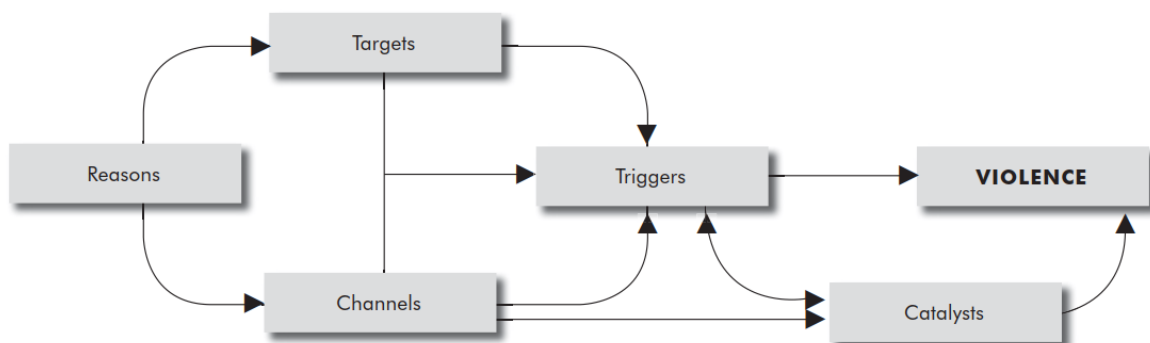 Targets
Reasons
Triggers
VIOLENCE
Channels
Catalysts